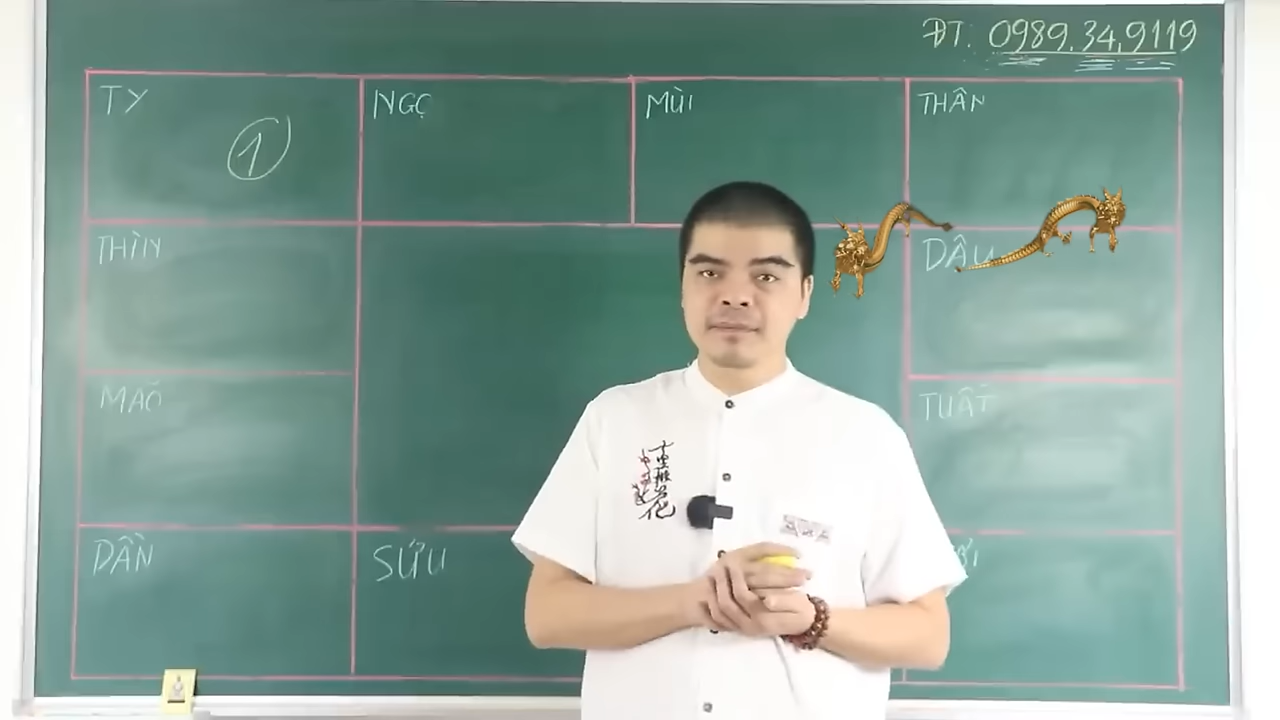 ĐT: 0989.34.9119
TỴ
NGỌ
MÙI
THÂN
1
THÌN
DẬU
MÃO
TUẤT
DẦN
SỬU